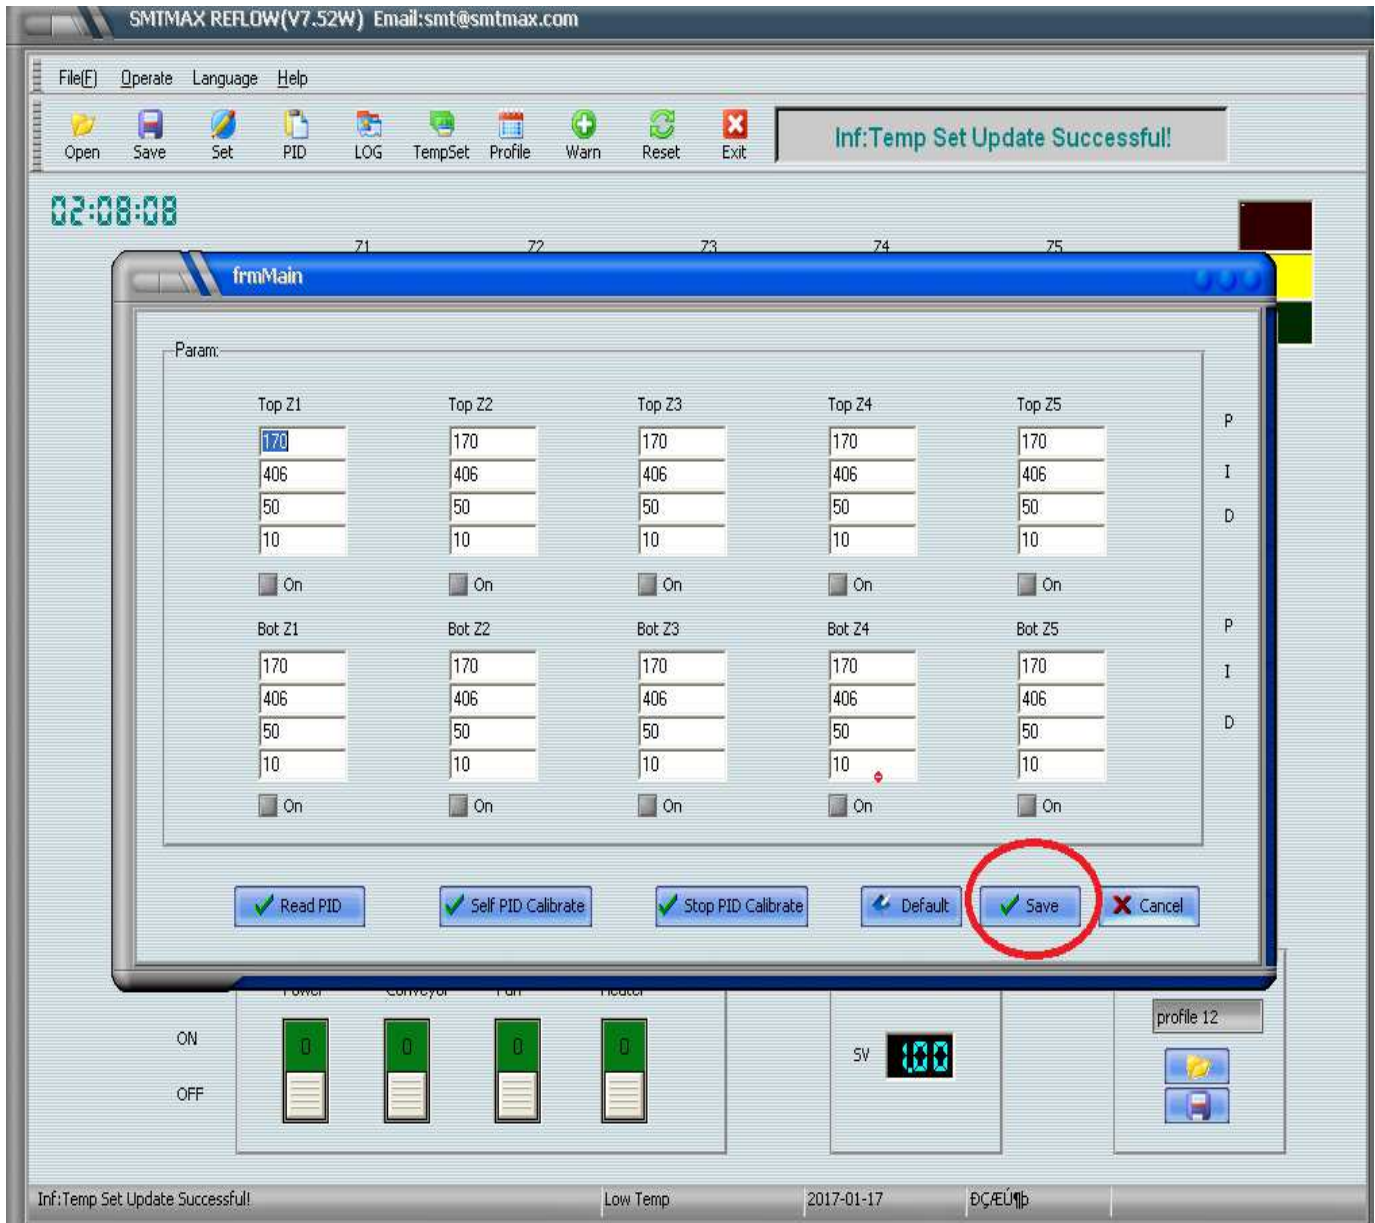 SMTMAX REFLOW(V7.52W) Email:smt@smtmax.com
File(F) Operate Language Help
Open Save Set PID LOG TempSet Profile Warn Reset Exit
Inf:Temp Set Update Successful!
02:08:08
Z1 Z2 Z3 Z4 Z5
frmMain
Param:
Top Z1 Top Z2 Top Z3 Top Z4 Top Z5
170 170 170 170 170 P
406 406 406 406 406 I
50 50 50 50 50 D
10 10 10 10 10
On On On On On
Bot Z1 Bot Z2 Bot Z3 Bot Z4 Bot Z5 P
170 170 170 170 170 I
406 406 406 406 406
50 50 50 50 50 D
10 10 10 10 10
On On On On On
Read PID Self PID Calibrate Stop PID Calibrate Default Save Cancel
Power Conveyor Fan Heater
profile 12
ON 0 0 0 0
SV 1.00
OFF
Inf:Temp Set Update Successful! Low Temp 2017-01-17 ÐÇÆÚ¶þ